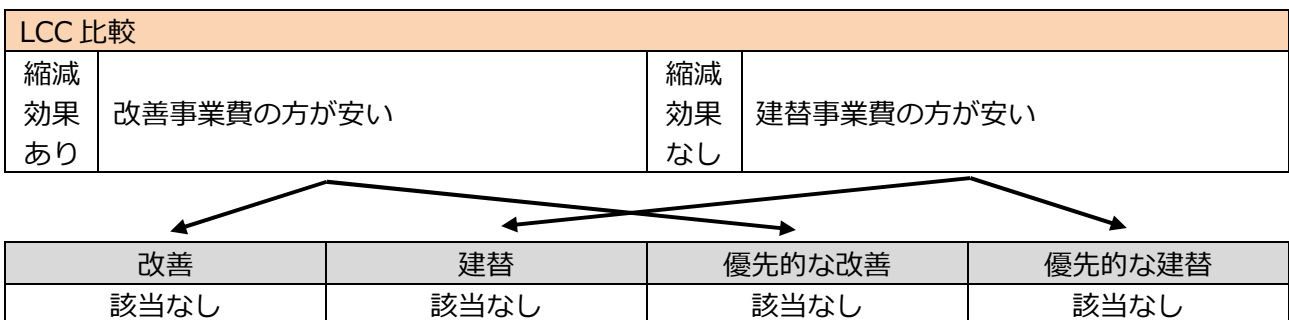 LCC 比較
縮減
効果
あり
改善事業費の方が安い
縮減
効果
なし
建替事業費の方が安い
改善 建替 優先的な改善 優先的な建替
該当なし 該当なし 該当なし 該当なし